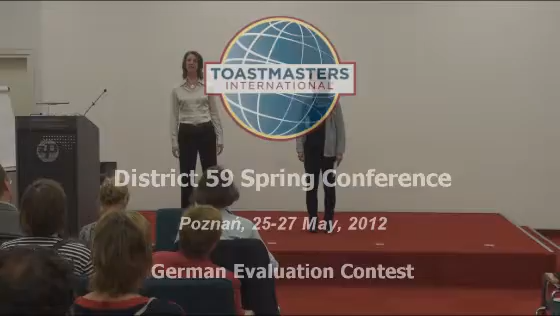 TOASTMASTERS
INTERNATIONAL
District 59 Spring Conference
Poznań, 25-27 May, 2012
German Evaluation Contest